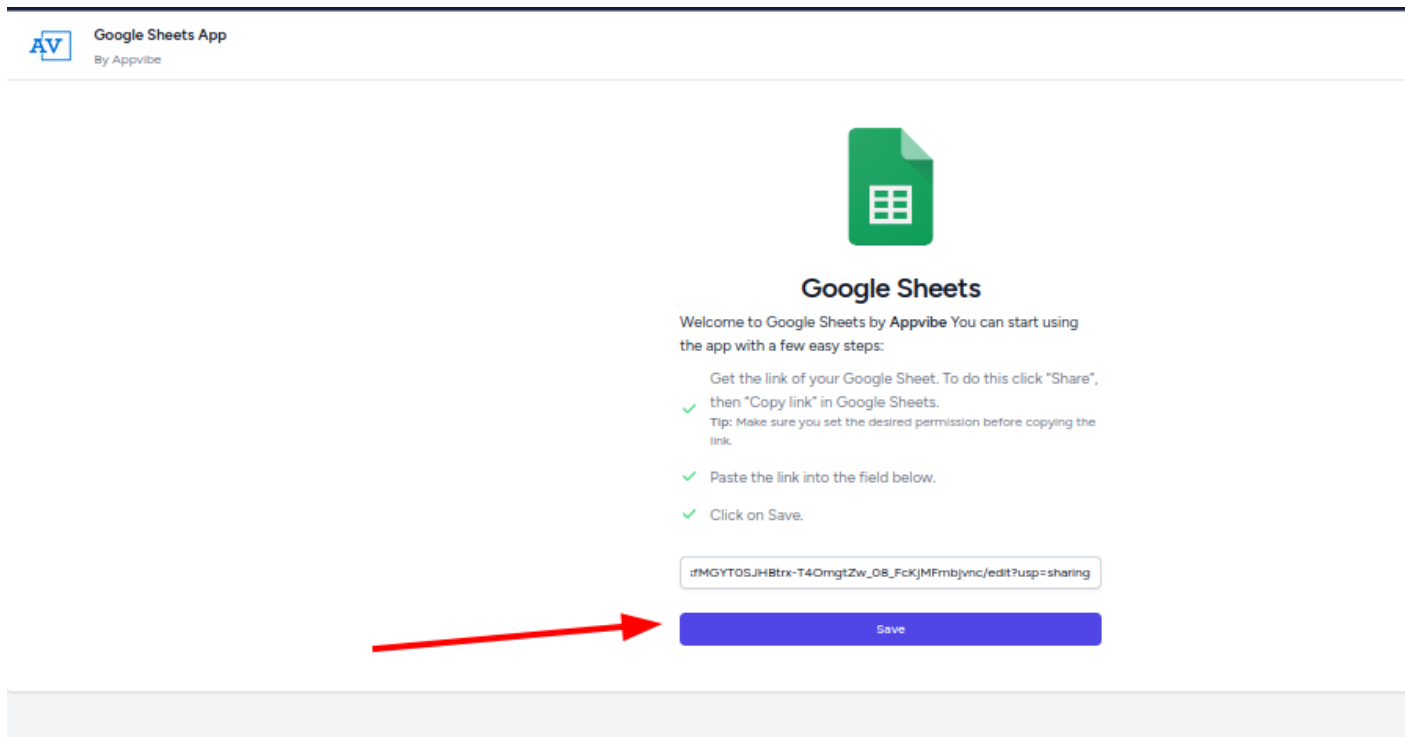 AV
Google Sheets App
By Appvibe
Google Sheets
Welcome to Google Sheets by Appvibe You can start using
the app with a few easy steps:
Get the link of your Google Sheet. To do this click "Share",
then "Copy link" in Google Sheets.
Tip: Make sure you set the desired permission before copying the
link.
Paste the link into the field below.
Click on Save.
:fMGYT0SJHBtrx-T4OmgtZw_08_FcKjMFmbjvnc/edit?usp=sharing
Save